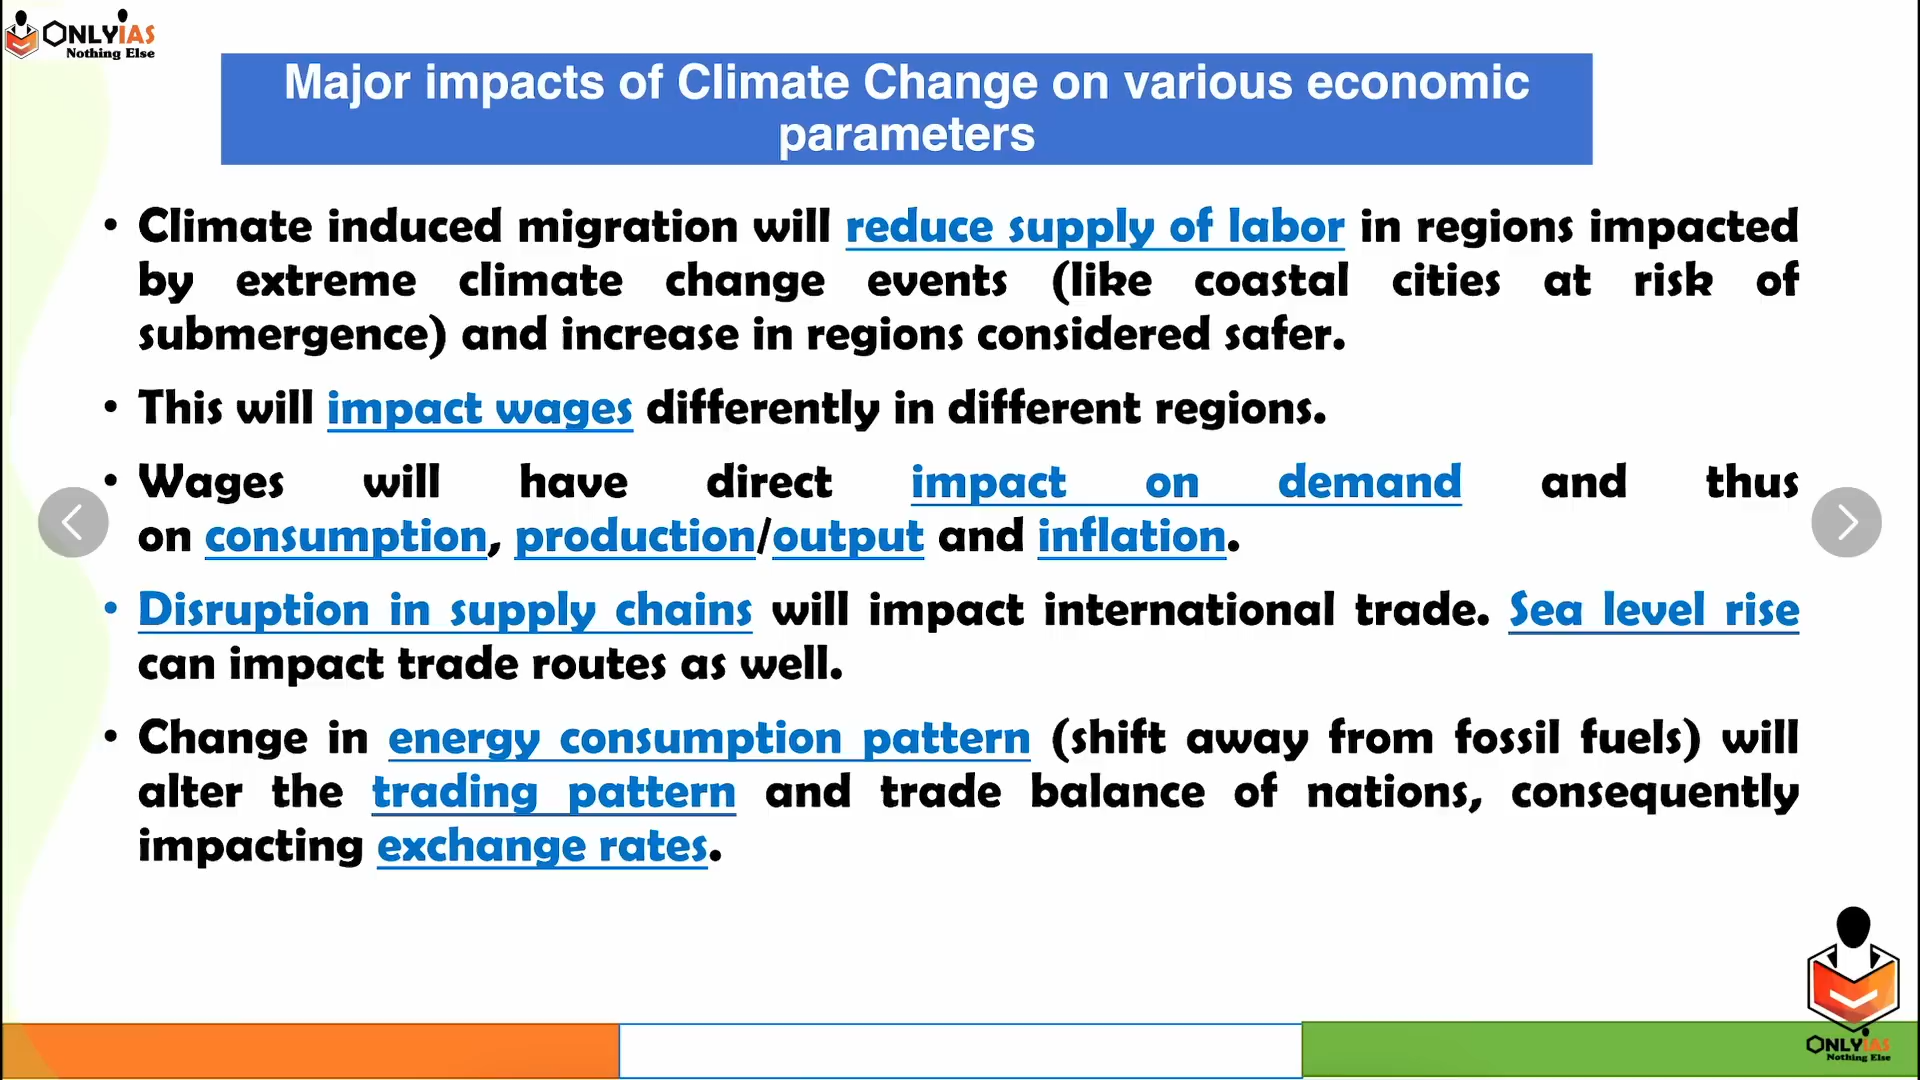 ONLYIAS
Nothing Else
Major impacts of Climate Change on various economic
parameters
• Climate induced migration will reduce supply of labor in regions impacted
by extreme climate change events (like coastal cities at risk of
submergence) and increase in regions considered safer.
• This will impact wages differently in different regions.
• Wages will have direct impact on demand and thus
on consumption, production/output and inflation.
• Disruption in supply chains will impact international trade. Sea level rise
can impact trade routes as well.
• Change in energy consumption pattern (shift away from fossil fuels) will
alter the trading pattern and trade balance of nations, consequently
impacting exchange rates.
ONLYIAS
Nothing Else